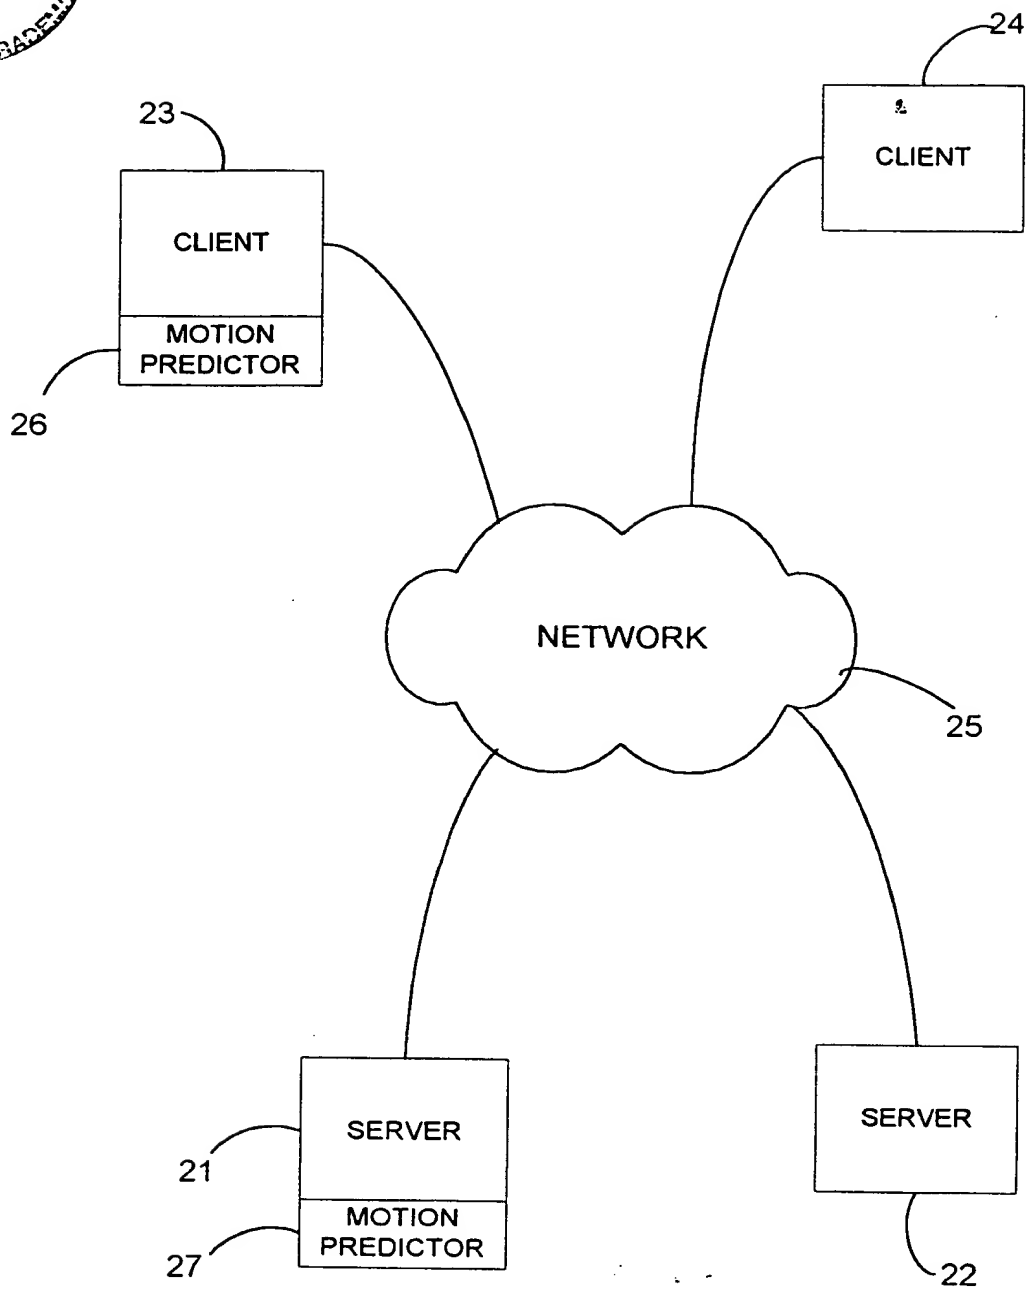 24
23
CLIENT
CLIENT
MOTION
PREDICTOR
26
NETWORK
25
SERVER
SERVER
21
MOTION
PREDICTOR
27
22